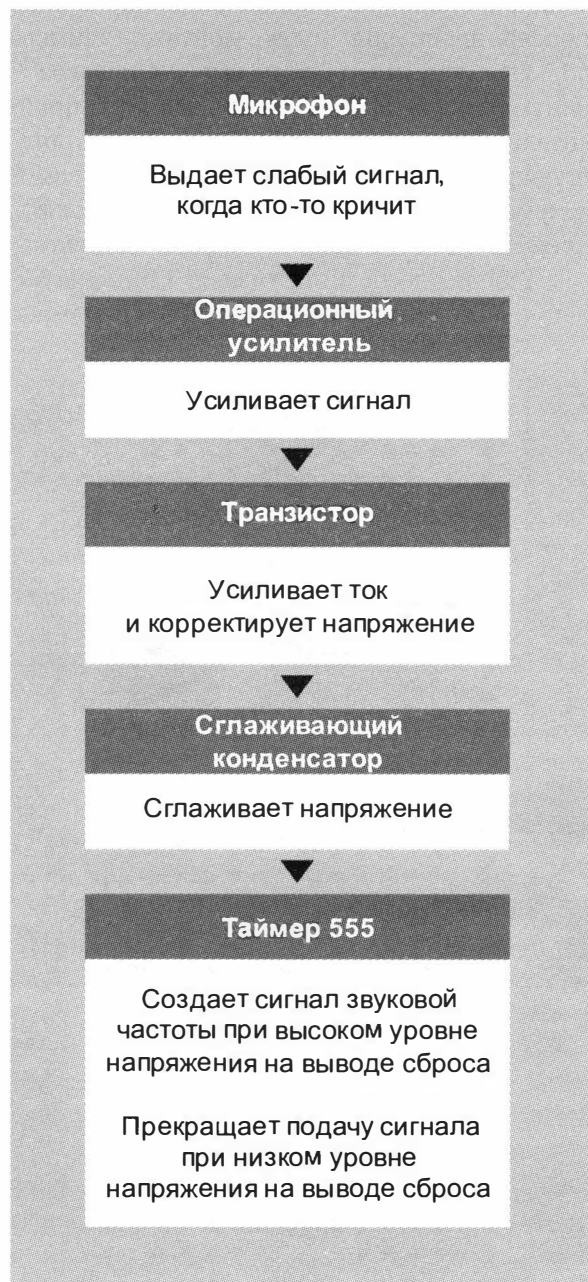 Микрофон
Выдает слабый сигнал,
когда кто-то кричит
Операционный
усилитель
Усиливает сигнал
Транзистор
Усиливает ток
и корректирует напряжение
Сглаживающий
конденсатор
Сглаживает напряжение
Таймер 555
Создает сигнал звуковой
частоты при высоком уровне
напряжения на выводе сброса
Прекращает подачу сигнала
при низком уровне
напряжения на выводе сброса